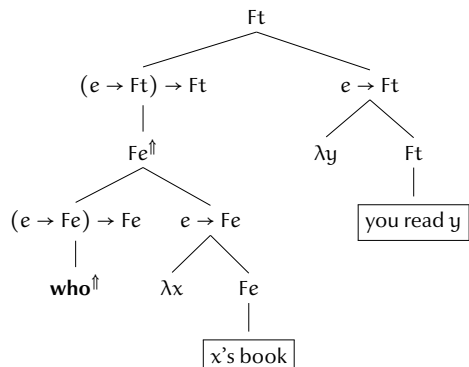 Ft
(e → Ft) → Ft e → Ft
Fe⇑ λy Ft
(e → Fe) → Fe e → Fe you read y
who⇑ λx Fe
x's book